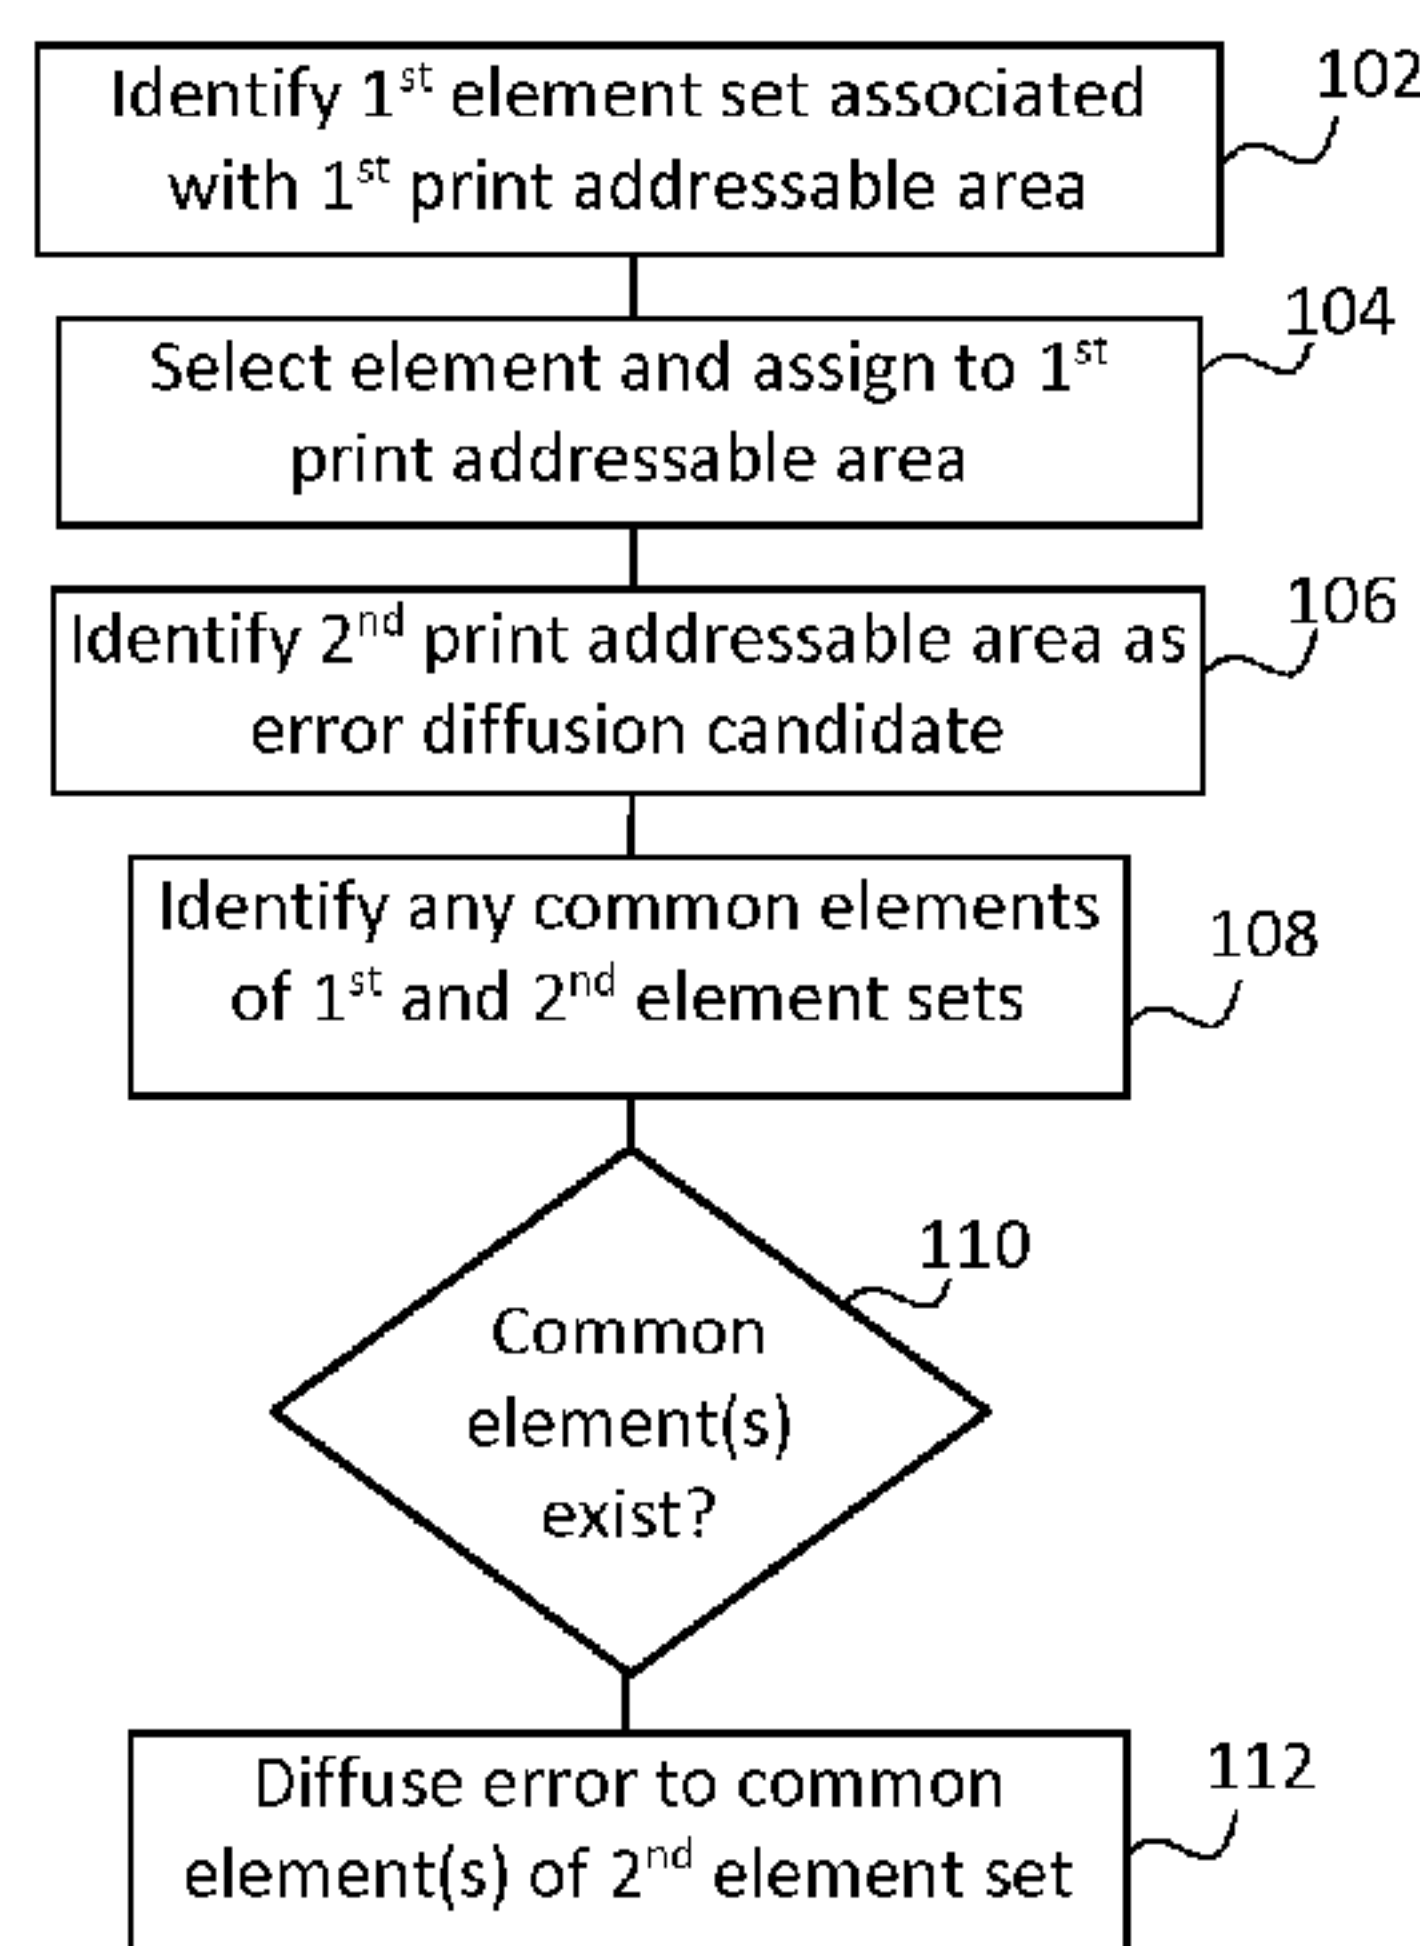 Identify 1st element set associated
with 1st print addressable area
102
Select element and assign to 1st
print addressable area
104
Identify 2nd print addressable area as
error diffusion candidate
106
Identify any common elements
of 1st and 2nd element sets
108
Common
element(s)
exist?
110
Diffuse error to common
element(s) of 2nd element set
112